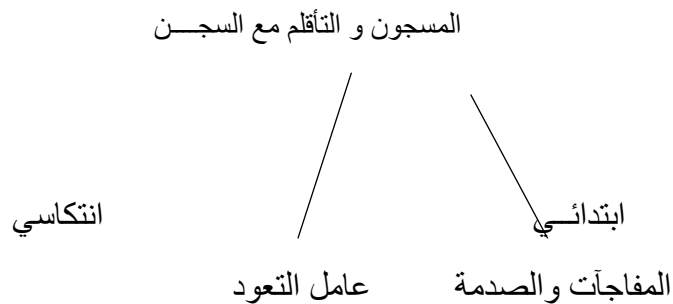 المسجون و التأقلم مع السجـــن
ابتدائـــي انتكاسي
المفاجآت والصدمة عامل التعود